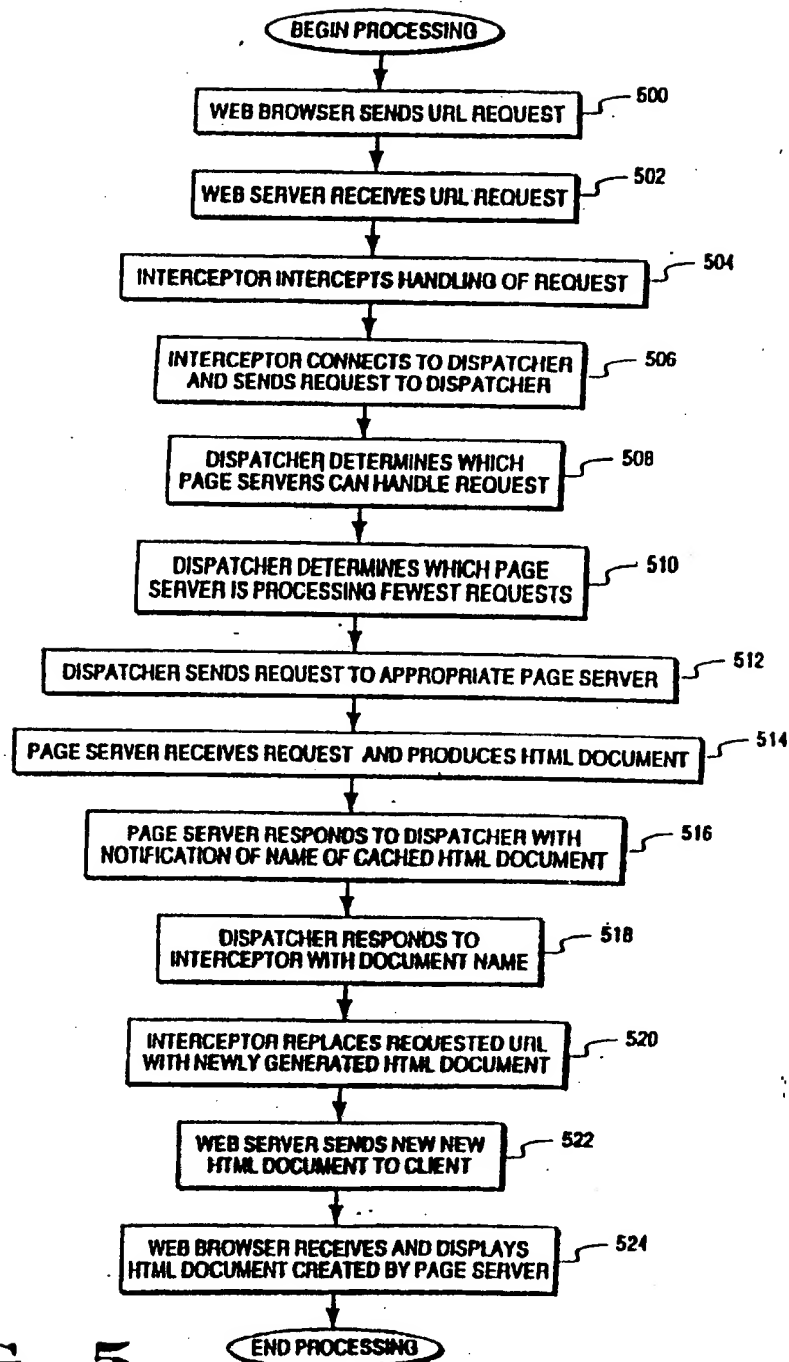 BEGIN PROCESSING
WEB BROWSER SENDS URL REQUEST
500
WEB SERVER RECEIVES URL REQUEST
502
INTERCEPTOR INTERCEPTS HANDLING OF REQUEST
504
INTERCEPTOR CONNECTS TO DISPATCHER
AND SENDS REQUEST TO DISPATCHER
506
DISPATCHER DETERMINES WHICH
PAGE SERVERS CAN HANDLE REQUEST
508
DISPATCHER DETERMINES WHICH PAGE
SERVER IS PROCESSING FEWEST REQUESTS
510
DISPATCHER SENDS REQUEST TO APPROPRIATE PAGE SERVER
512
PAGE SERVER RECEIVES REQUEST AND PRODUCES HTML DOCUMENT
514
PAGE SERVER RESPONDS TO DISPATCHER WITH
NOTIFICATION OF NAME OF CACHED HTML DOCUMENT
516
DISPATCHER RESPONDS TO
INTERCEPTOR WITH DOCUMENT NAME
518
INTERCEPTOR REPLACES REQUESTED URL
WITH NEWLY GENERATED HTML DOCUMENT
520
WEB SERVER SENDS NEW NEW
HTML DOCUMENT TO CLIENT
522
WEB BROWSER RECEIVES AND DISPLAYS
HTML DOCUMENT CREATED BY PAGE SERVER
524
END PROCESSING